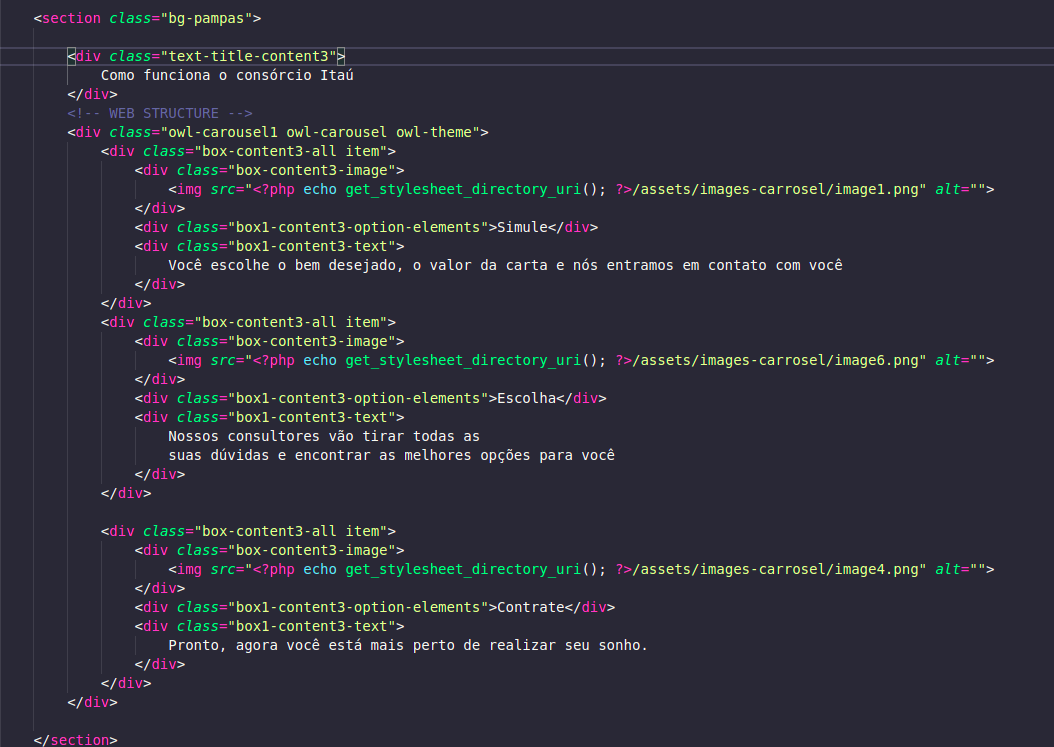 <section class="bg-pampas">
<div class="text-title-content3">
Como funciona o consórcio Itaú
</div>
<!-- WEB STRUCTURE -->
<div class="owl-carousel1 owl-carousel owl-theme">
<div class="box-content3-all item">
<div class="box-content3-image">
<img src="<?php echo get_stylesheet_directory_uri(); ?>/assets/images-carrosel/image1.png" alt="">
</div>
<div class="box1-content3-option-elements">Simule</div>
<div class="box1-content3-text">
Você escolhe o bem desejado, o valor da carta e nós entramos em contato com você
</div>
</div>
<div class="box-content3-all item">
<div class="box-content3-image">
<img src="<?php echo get_stylesheet_directory_uri(); ?>/assets/images-carrosel/image6.png" alt="">
</div>
<div class="box1-content3-option-elements">Escolha</div>
<div class="box1-content3-text">
Nossos consultores vão tirar todas as
suas dúvidas e encontrar as melhores opções para você
</div>
</div>
<div class="box-content3-all item">
<div class="box-content3-image">
<img src="<?php echo get_stylesheet_directory_uri(); ?>/assets/images-carrosel/image4.png" alt="">
</div>
<div class="box1-content3-option-elements">Contrate</div>
<div class="box1-content3-text">
Pronto, agora você está mais perto de realizar seu sonho.
</div>
</div>
</div>
</section>